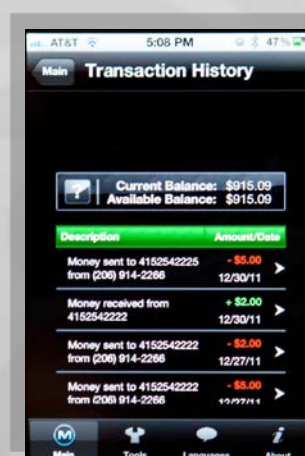 AT&T 5:08 PM 47%
Main Transaction History
? Current Balance: $915.09
Available Balance: $915.09
Description Amount/Date
Money sent to 4152542225 - $5.00
from (206) 914-2266 12/30/11
Money received from + $2.00
4152542222 12/30/11
Money sent to 4152542222 - $2.00
from (206) 914-2266 12/27/11
Money sent to 4152542222 - $5.00
from (206) 914-2266 12/27/11
M i
Main Tools Languages About